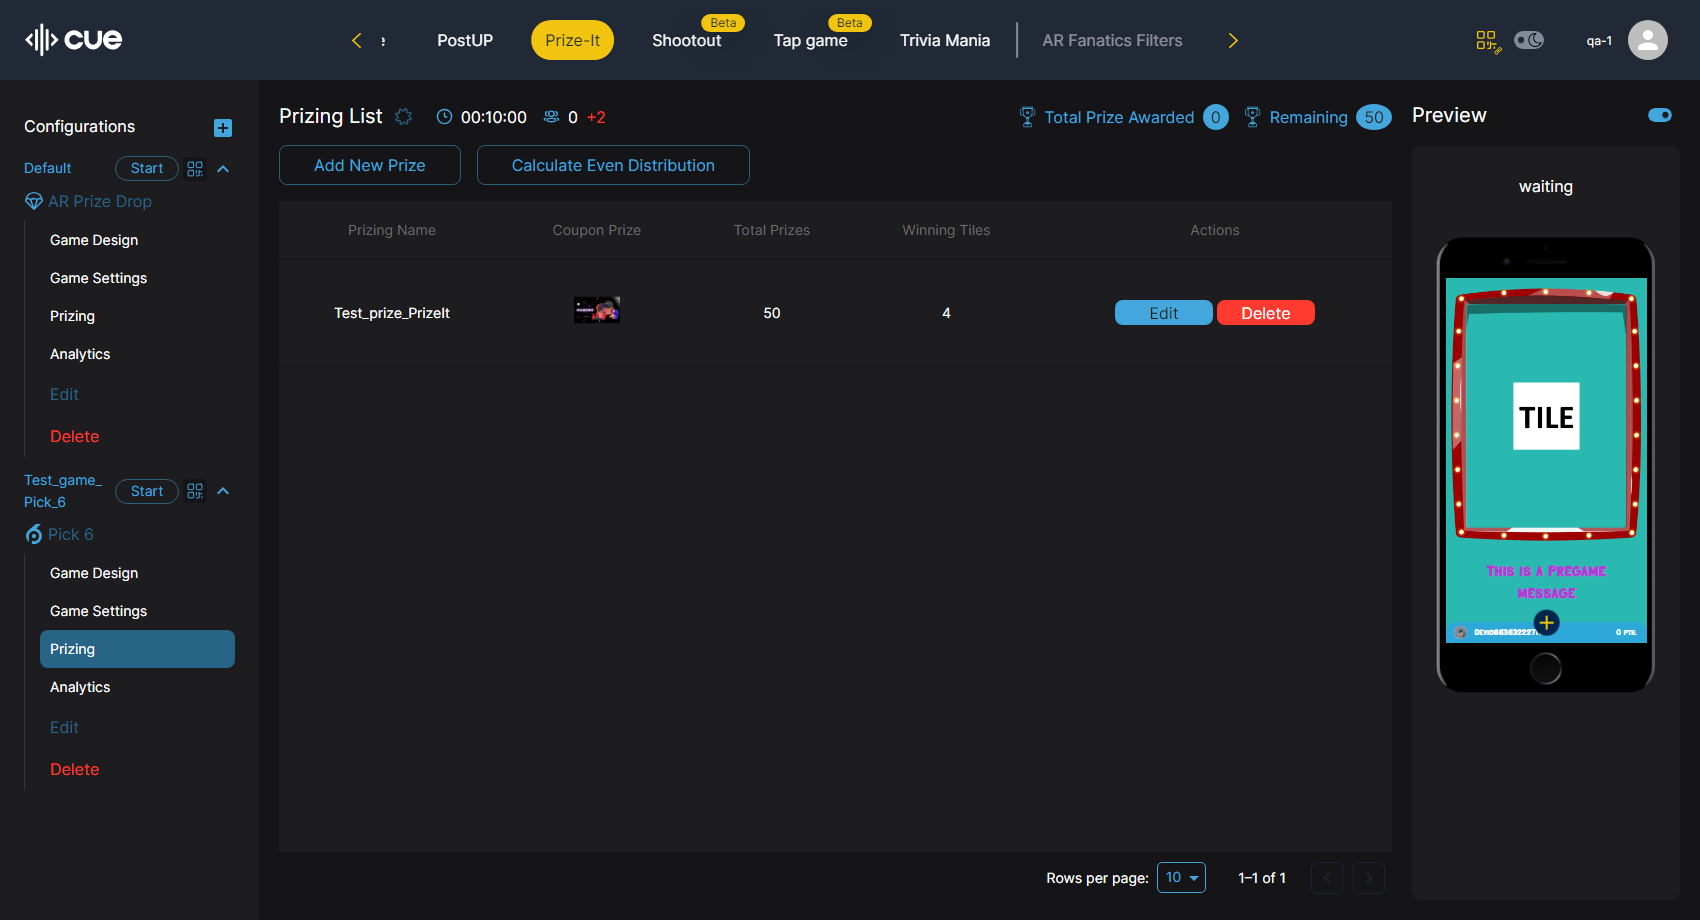 cue
PostUP
Prize-It
Beta
Shootout
Beta
Tap game
Trivia Mania
AR Fanatics Filters
qa-1
Configurations
Default
Start
AR Prize Drop
Game Design
Game Settings
Prizing
Analytics
Edit
Delete
Test_game_
Pick_6
Start
Pick 6
Game Design
Game Settings
Prizing
Analytics
Edit
Delete
Prizing List
00:10:00
0 +2
Total Prize Awarded 0
Remaining 50
Add New Prize
Calculate Even Distribution
Prizing Name Coupon Prize Total Prizes Winning Tiles Actions
Test_prize_PrizeIt 50 4 Edit Delete
Rows per page: 10 1–1 of 1
Preview
waiting
TILE
This is a Pregame
message
0 pts.